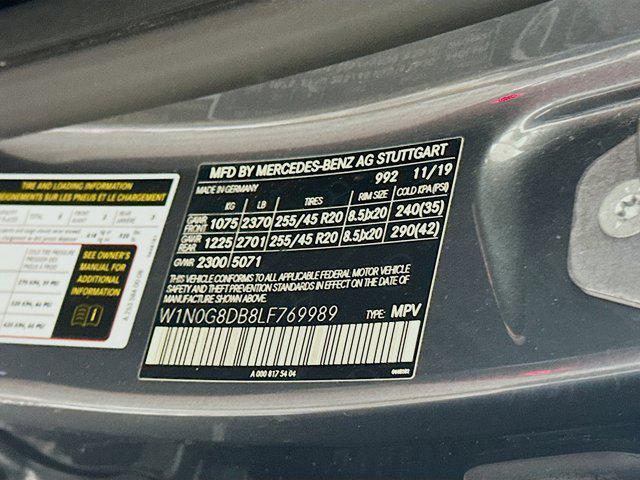 MFD BY MERCEDES-BENZ AG STUTTGART
992 11/19
MADE IN GERMANY
KG LB TIRES RIM SIZE COLD KPA (PSI)
GAWR FRONT 1075 2370 255/45 R20 8.5Jx20 240(35)
GAWR REAR 1225 2701 255/45 R20 8.5Jx20 290(42)
GVWR 2300 5071
THIS VEHICLE CONFORMS TO ALL APPLICABLE FEDERAL MOTOR VEHICLE
SAFETY AND THEFT PREVENTION STANDARDS IN EFFECT ON THE DATE OF
MANUFACTURE.
W1N0G8DB8LF769989 TYPE: MPV
A 000 817 54 04
TIRE AND LOADING INFORMATION
SUR LES PNEUS ET LE CHARGEMENT
SEE OWNER'S
MANUAL FOR
ADDITIONAL
INFORMATION